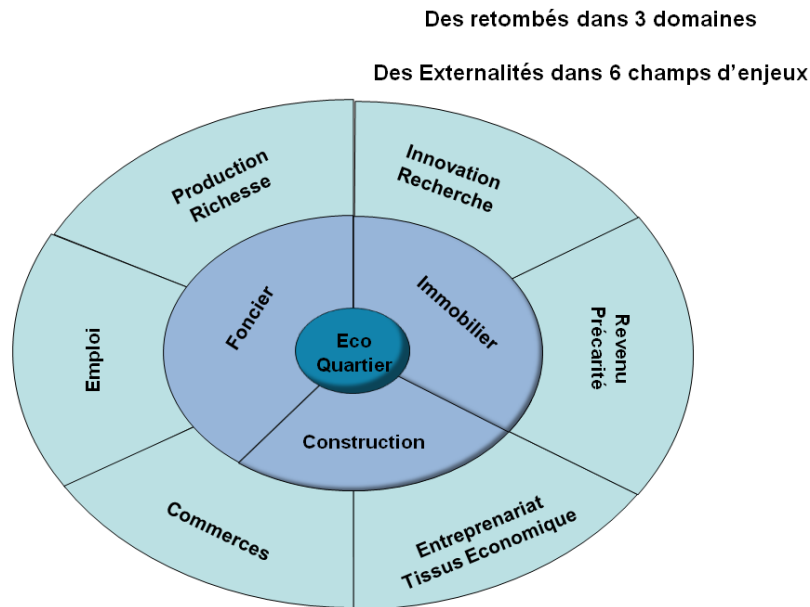 Des retombés dans 3 domaines
Des Externalités dans 6 champs d’enjeux
Production
Richesse
Innovation
Recherche
Foncier
Immobilier
Revenu
Précarité
Emploi
Eco
Quartier
Construction
Commerces
Entreprenariat
Tissus Economique